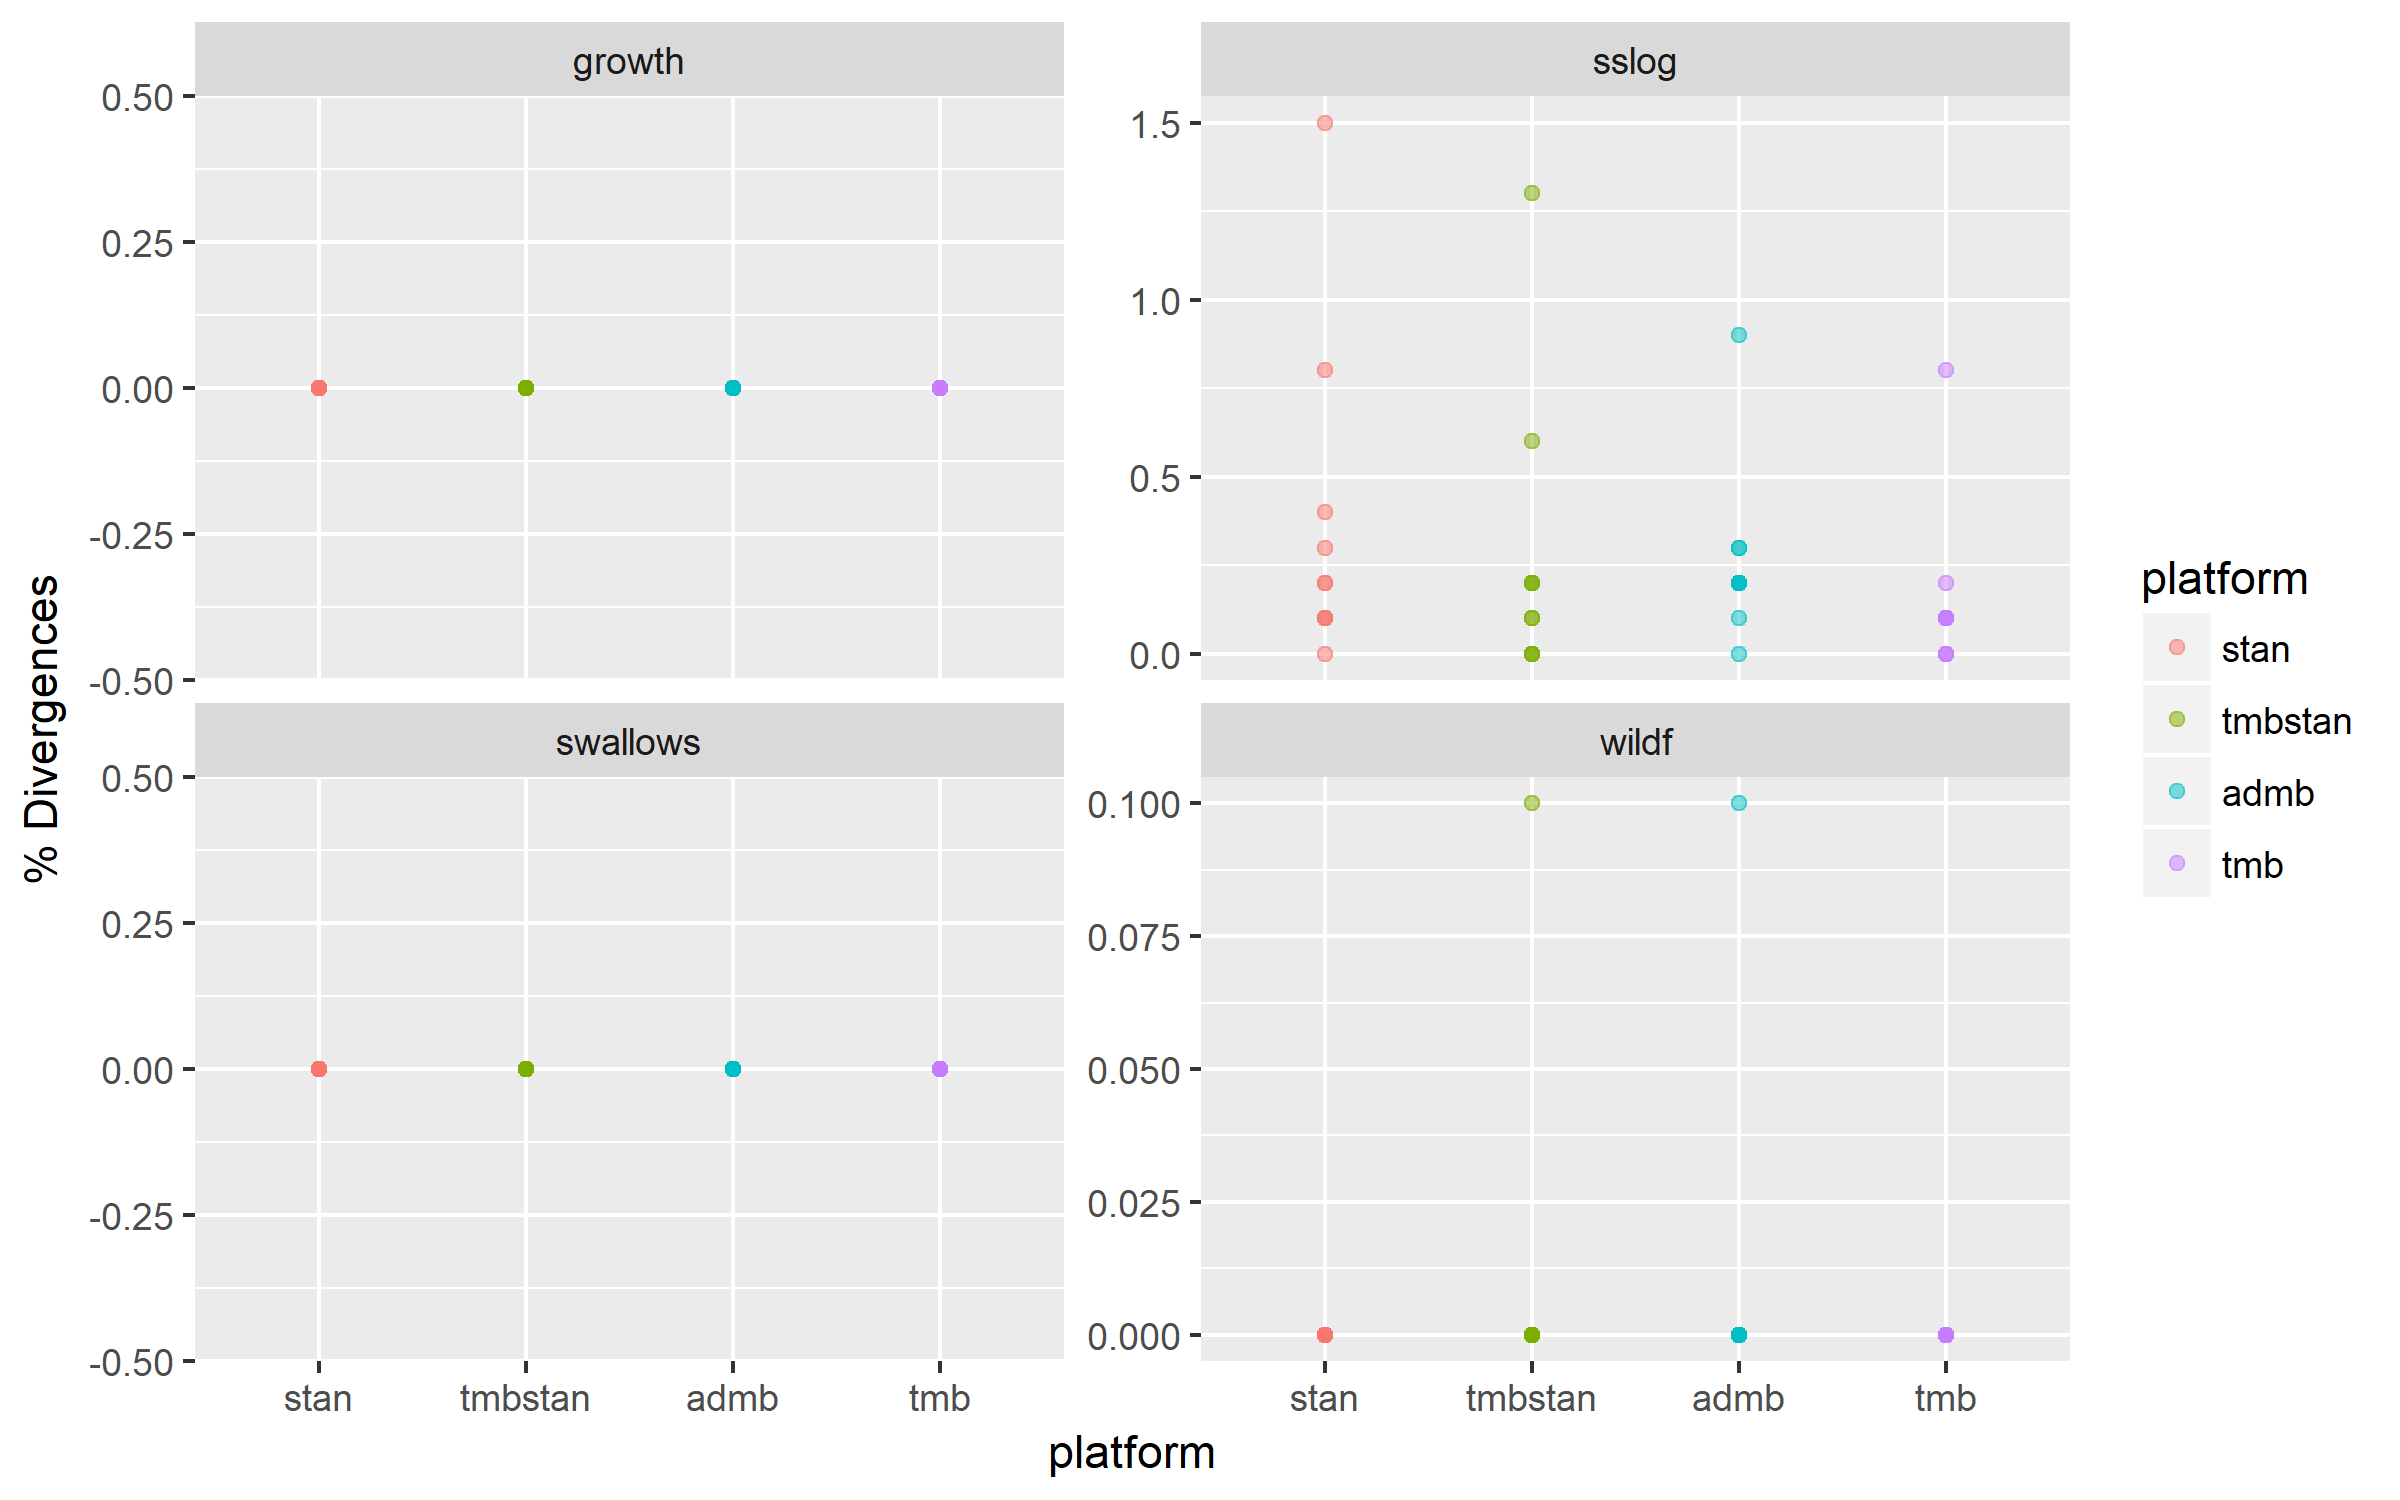 growth
0.50
0.25
0.00
-0.25
-0.50
sslog
1.5
1.0
0.5
0.0
swallows
0.50
0.25
0.00
-0.25
-0.50
stan tmbstan admb tmb
wildf
0.100
0.075
0.050
0.025
0.000
stan tmbstan admb tmb
% Divergences
platform
platform
stan
tmbstan
admb
tmb